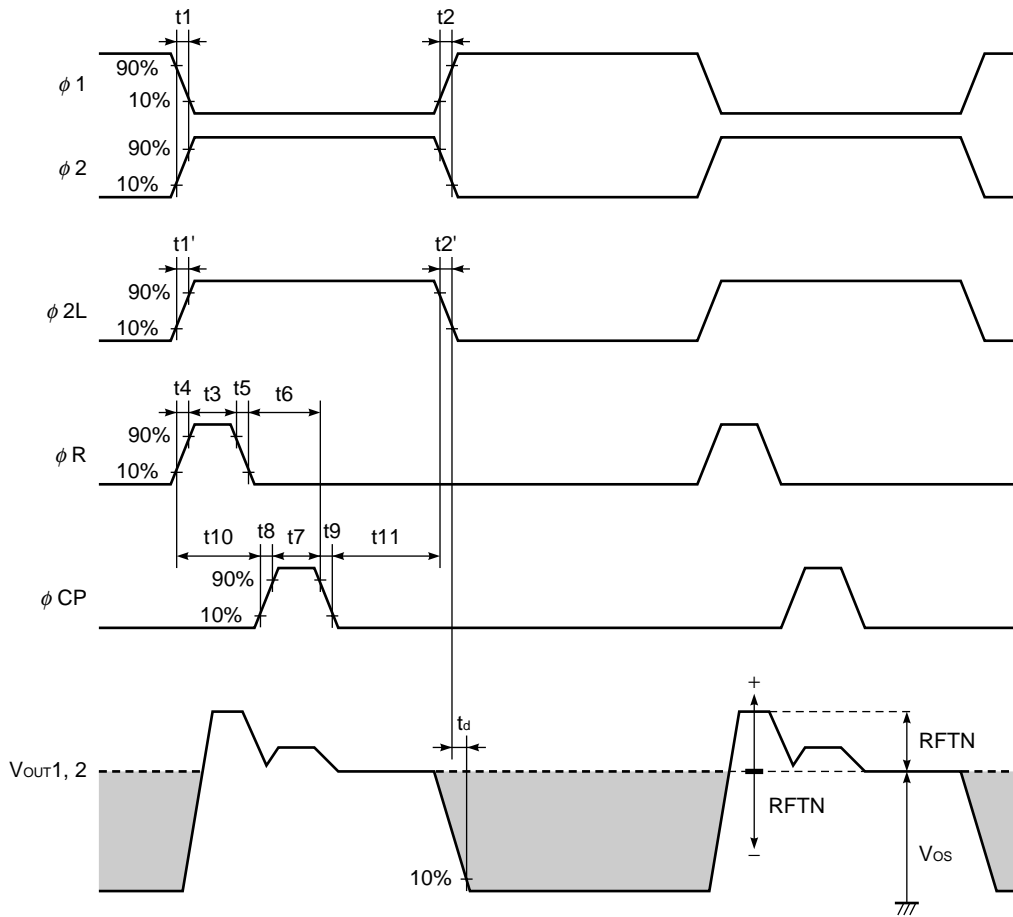 t1 t2
90%
ϕ 1
10%
90%
ϕ 2
10%
t1' t2'
90%
ϕ 2L
10%
t4 t3 t5 t6
90%
ϕ R
10%
t10 t8 t7 t9 t11
90%
ϕ CP
10%
+
td
RFTN
VOUT1, 2
RFTN
VOS
10%
−